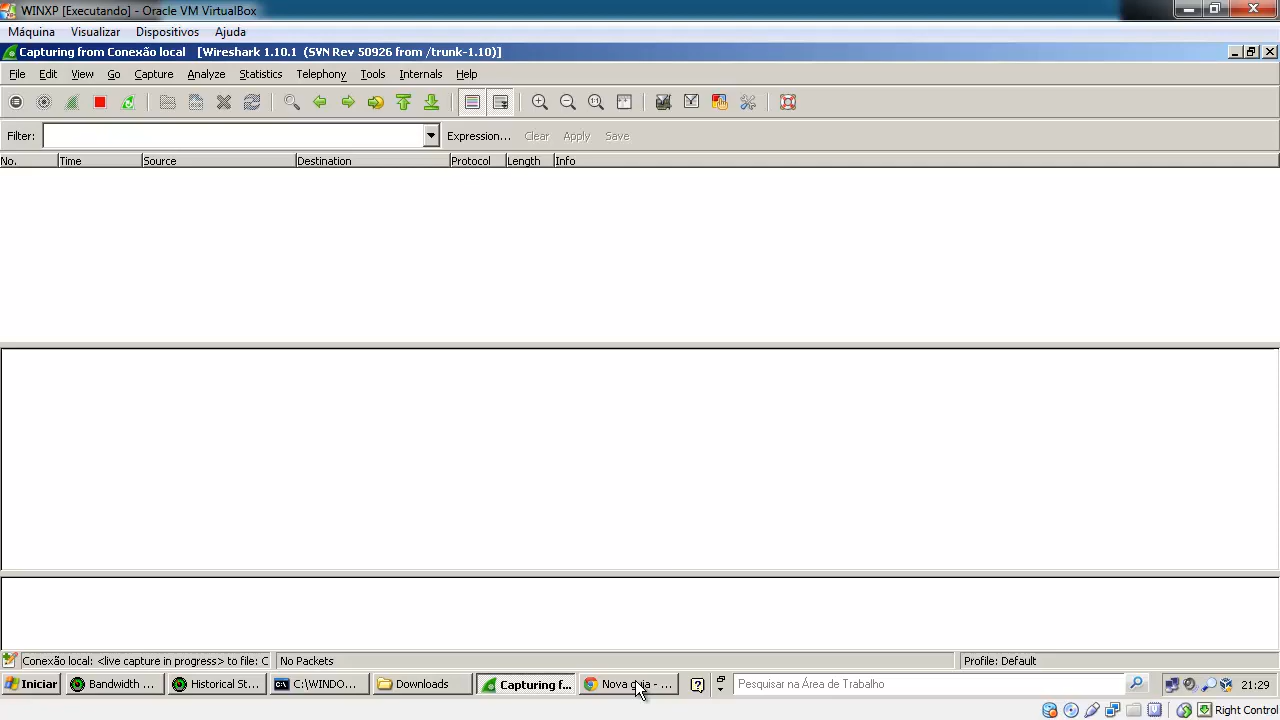 WINXP [Executando] - Oracle VM VirtualBox
Máquina Visualizar Dispositivos Ajuda
Capturing from Conexão local [Wireshark 1.10.1 (SVN Rev 50926 from /trunk-1.10)]
File Edit View Go Capture Analyze Statistics Telephony Tools Internals Help
Filter: Expression... Clear Apply Save
No. Time Source Destination Protocol Length Info
Conexão local: <live capture in progress> to file: C No Packets Profile: Default
Iniciar Bandwidth ... Historical St... C:\WINDO... Downloads Capturing f... Nova guia - ... Pesquisar na Área de Trabalho 21:29
Right Control